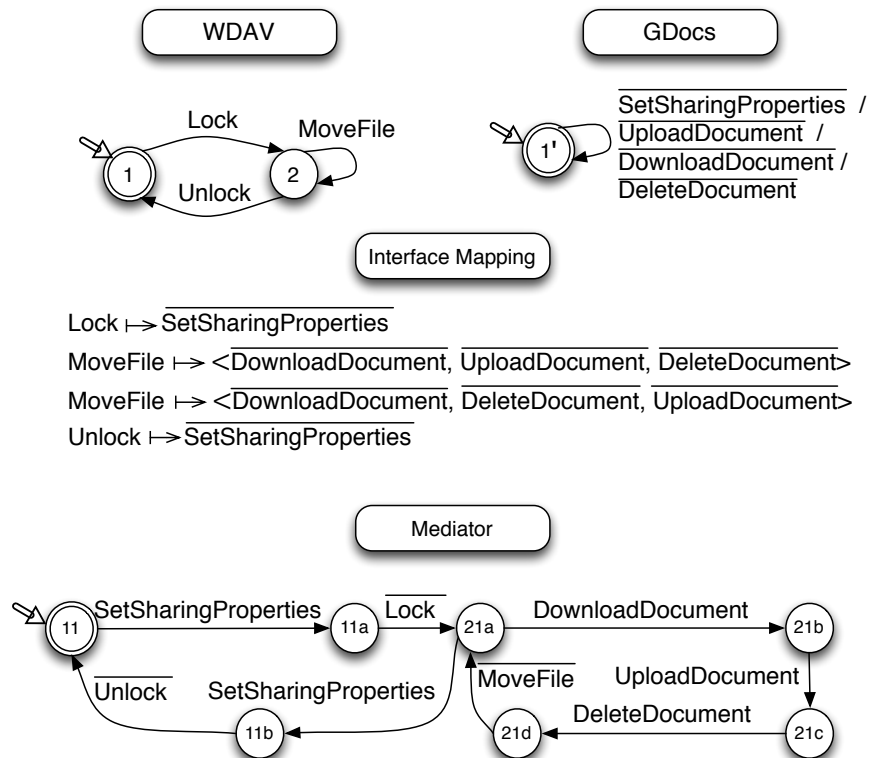 WDAV
GDocs
Lock
MoveFile
Unlock
1
2
1'
SetSharingProperties /
UploadDocument /
DownloadDocument /
DeleteDocument
Interface Mapping
Lock ↦ SetSharingProperties
MoveFile ↦ <DownloadDocument, UploadDocument, DeleteDocument>
MoveFile ↦ <DownloadDocument, DeleteDocument, UploadDocument>
Unlock ↦ SetSharingProperties
Mediator
SetSharingProperties
Lock
DownloadDocument
11
11a
21a
21b
Unlock
SetSharingProperties
MoveFile
UploadDocument
DeleteDocument
11b
21d
21c